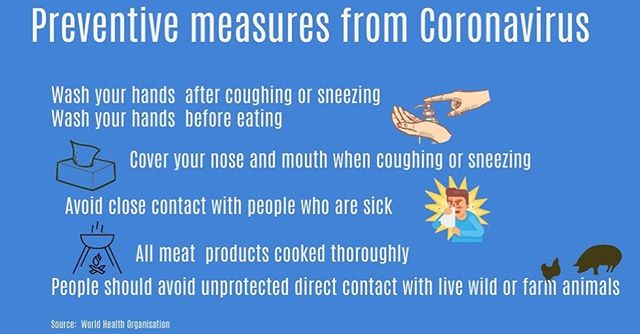 Preventive measures from Coronavirus
Wash your hands after coughing or sneezing
Wash your hands before eating
Cover your nose and mouth when coughing or sneezing
Avoid close contact with people who are sick
All meat products cooked thoroughly
People should avoid unprotected direct contact with live wild or farm animals
Source: World Health Organisation